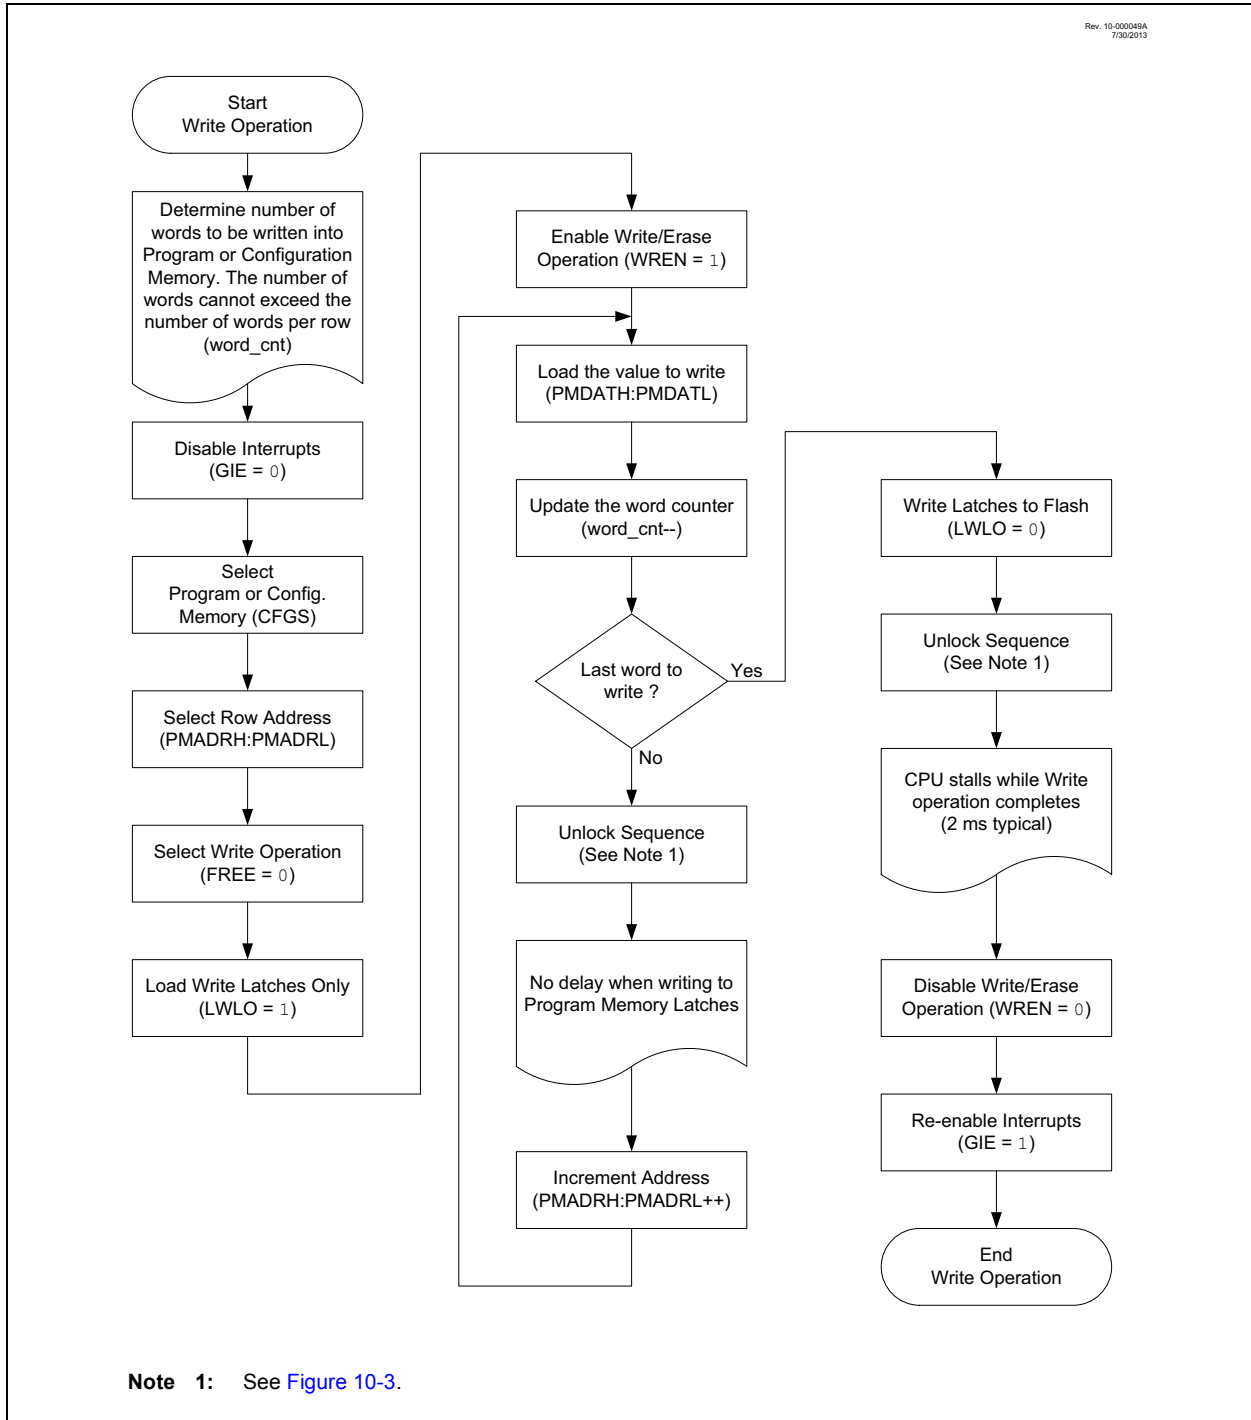 Rev. 10-000049A
7/30/2013
Start
Write Operation
Determine number of
words to be written into
Program or Configuration
Memory. The number of
words cannot exceed the
number of words per row
(word_cnt)
Disable Interrupts
(GIE = 0)
Select
Program or Config.
Memory (CFGS)
Select Row Address
(PMADRH:PMADRL)
Select Write Operation
(FREE = 0)
Load Write Latches Only
(LWLO = 1)
Enable Write/Erase
Operation (WREN = 1)
Load the value to write
(PMDATH:PMDATL)
Update the word counter
(word_cnt--)
Last word to
write ?
Yes
No
Unlock Sequence
(See Note 1)
No delay when writing to
Program Memory Latches
Increment Address
(PMADRH:PMADRL++)
Write Latches to Flash
(LWLO = 0)
Unlock Sequence
(See Note 1)
CPU stalls while Write
operation completes
(2 ms typical)
Disable Write/Erase
Operation (WREN = 0)
Re-enable Interrupts
(GIE = 1)
End
Write Operation
Note 1: See Figure 10-3.